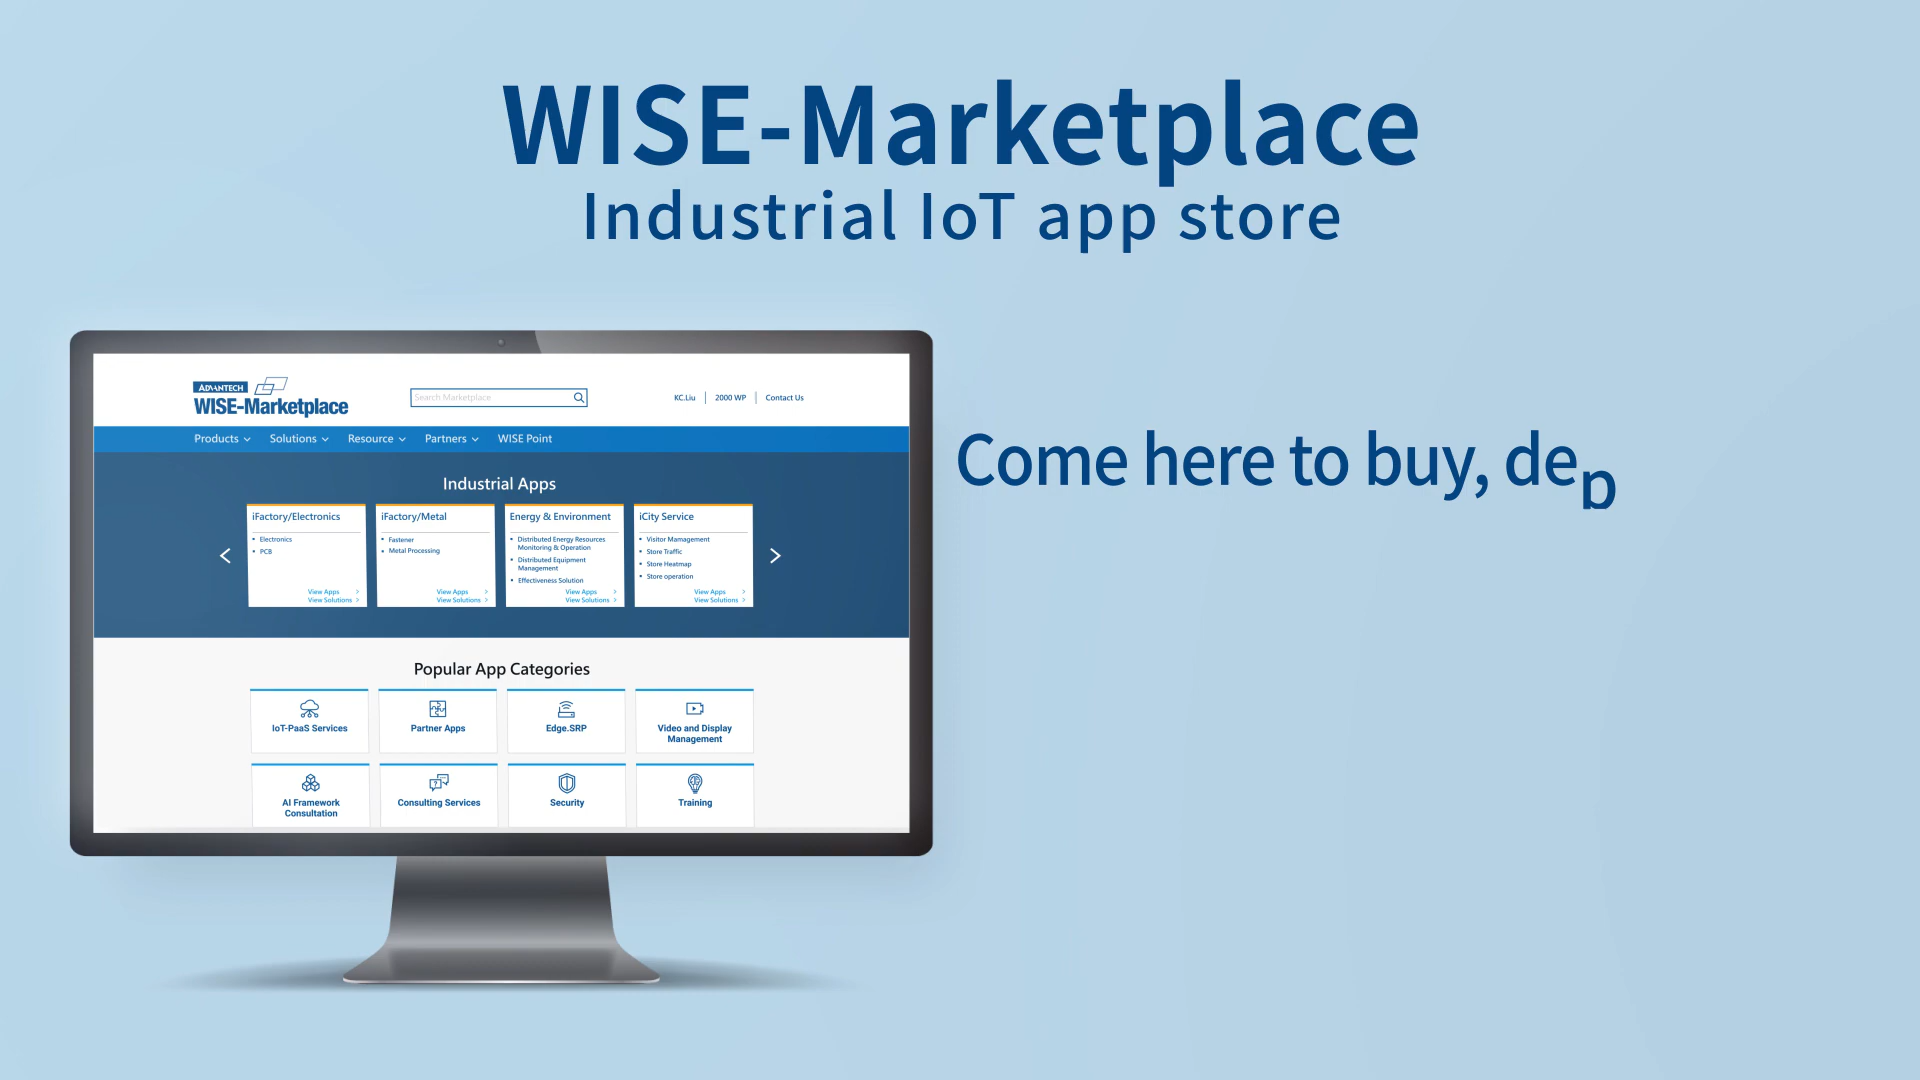 WISE-Marketplace
Industrial IoT app store
ADVANTECH
WISE-Marketplace
Search Marketplace
KC.Liu
2000 WP
Contact Us
Products
Solutions
Resource
Partners
WISE Point
Industrial Apps
iFactory/Electronics
Electronics
PCB
View Apps
View Solutions
iFactory/Metal
Fastener
Metal Processing
View Apps
View Solutions
Energy & Environment
Distributed Energy Resources
Monitoring & Operation
Distributed Equipment
Management
Effectiveness Solution
View Apps
View Solutions
iCity Service
Visitor Management
Store Traffic
Store Heatmap
Store operation
View Apps
View Solutions
Popular App Categories
IoT-PaaS Services
Partner Apps
Edge.SRP
Video and Display
Management
AI Framework
Consultation
Consulting Services
Security
Training
Come here to buy, dep